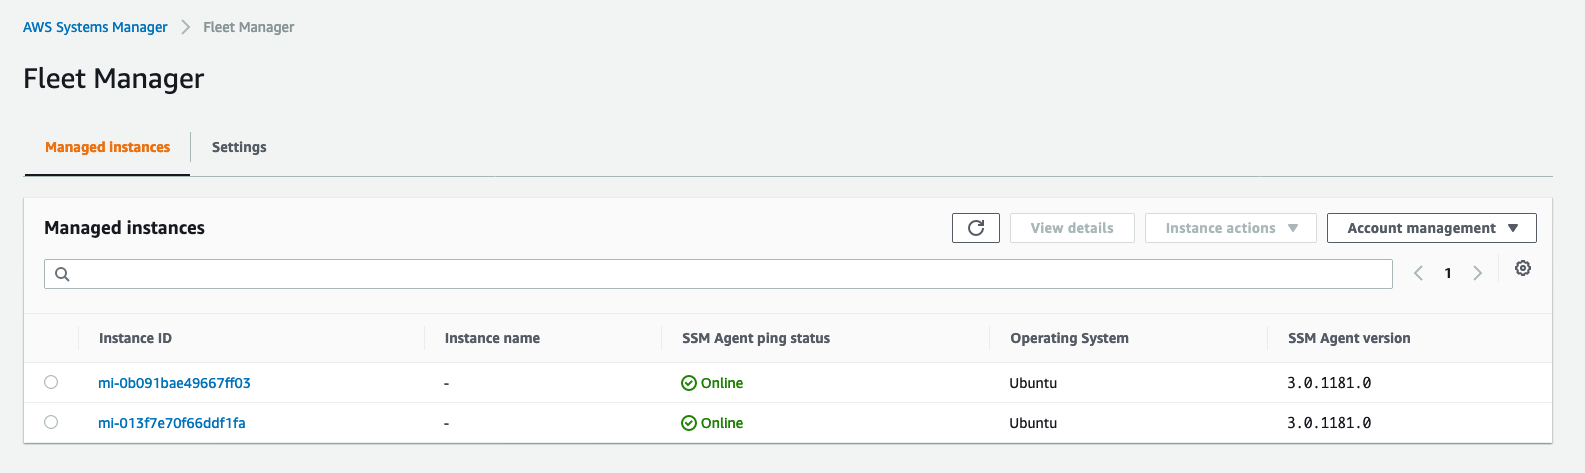 AWS Systems Manager > Fleet Manager
Fleet Manager
Managed instances Settings
Managed instances View details Instance actions Account management
1
Instance ID Instance name SSM Agent ping status Operating System SSM Agent version
mi-0b091bae49667ff03 - Online Ubuntu 3.0.1181.0
mi-013f7e70f66ddf1fa - Online Ubuntu 3.0.1181.0